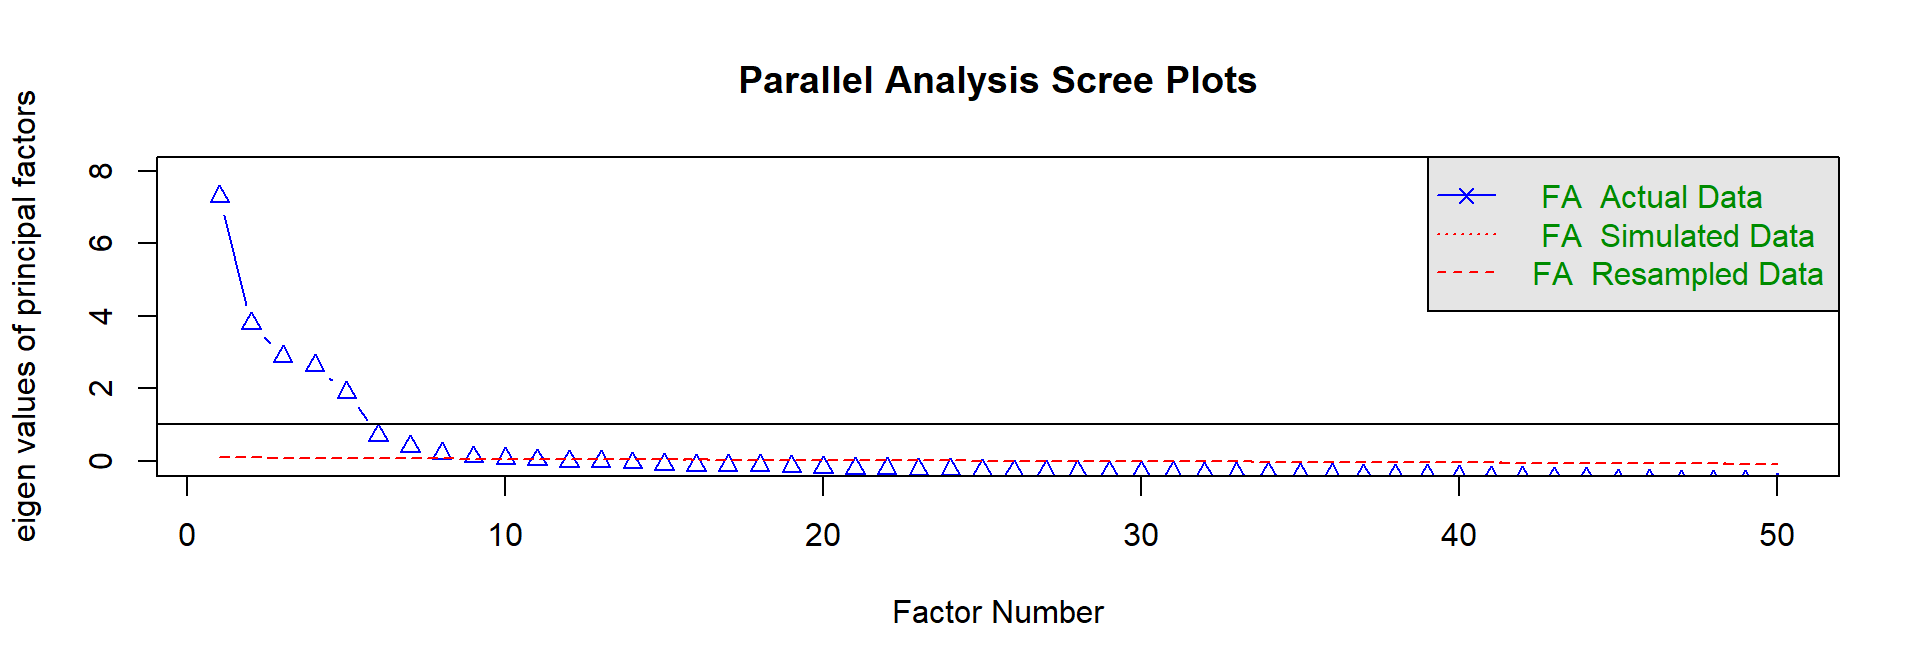 Parallel Analysis Scree Plots
eigen values of principal factors
8
6
4
2
0
FA Actual Data
FA Simulated Data
FA Resampled Data
0 10 20 30 40 50
Factor Number